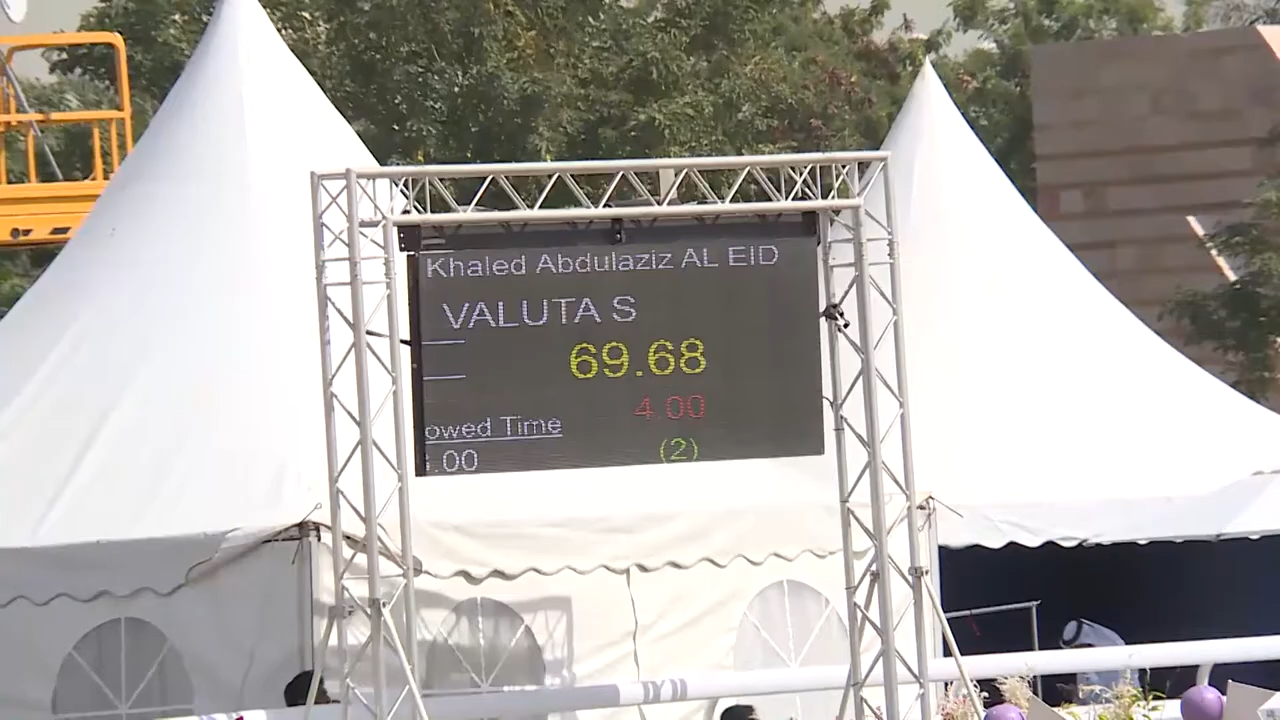 Khaled Abdulaziz AL EID
VALUTA S
69.68
4.00
owed Time
.00
(2)